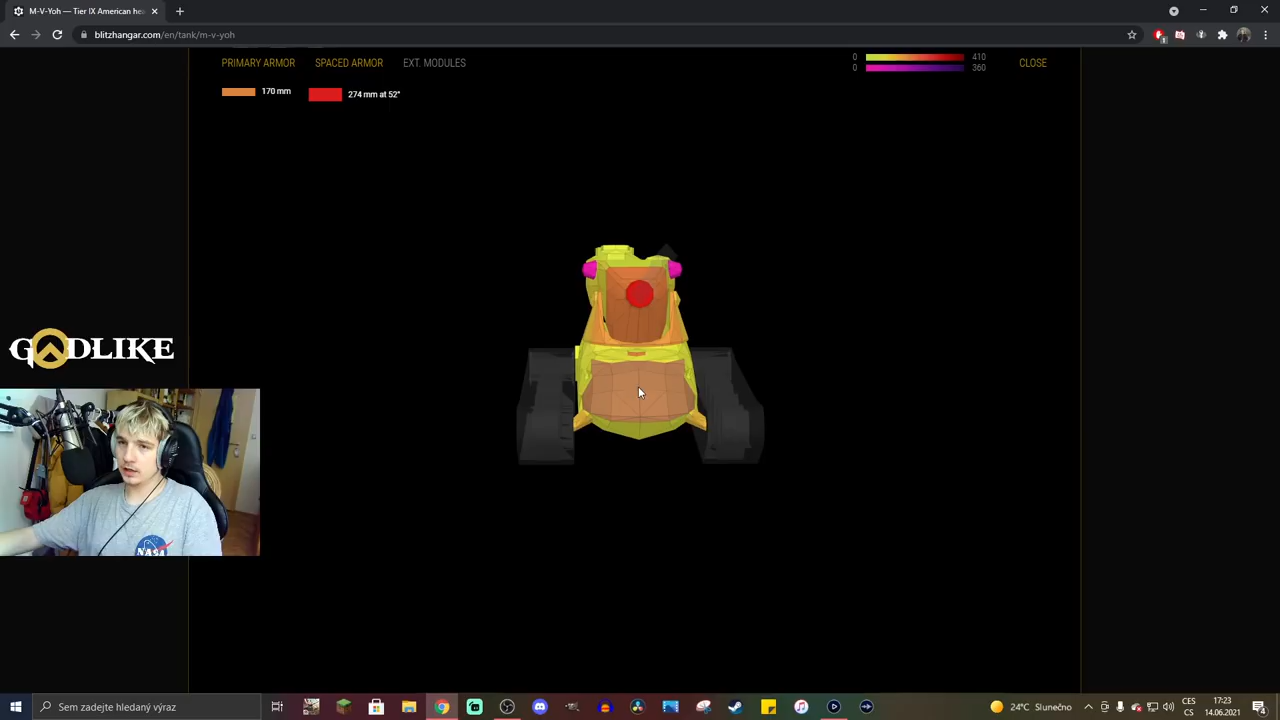 M-V-Yoh — Tier IX American hea
blitzhangar.com/en/tank/m-v-yoh
PRIMARY ARMOR SPACED ARMOR EXT. MODULES
0 410
0 360
CLOSE
170 mm 274 mm at 52°
GODLIKE
NASA
Sem zadejte hledaný výraz
24°C Slunečno
CES
CS
17:23
14.06.2021